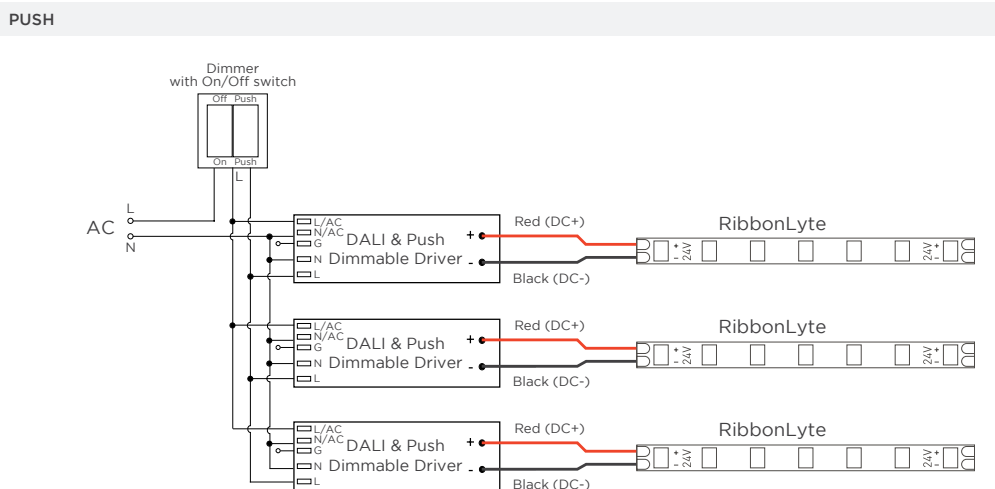 PUSH
Dimmer
with On/Off switch
Off Push
On Push
L
L
AC
N
L/AC
N/AC
G
N
L
DALI & Push
Dimmable Driver
+
-
Red (DC+)
Black (DC-)
RibbonLyte
+ 24V -
24V + -
L/AC
N/AC
G
N
L
DALI & Push
Dimmable Driver
+
-
Red (DC+)
Black (DC-)
RibbonLyte
+ 24V -
24V + -
L/AC
N/AC
G
N
L
DALI & Push
Dimmable Driver
+
-
Red (DC+)
Black (DC-)
RibbonLyte
+ 24V -
24V + -